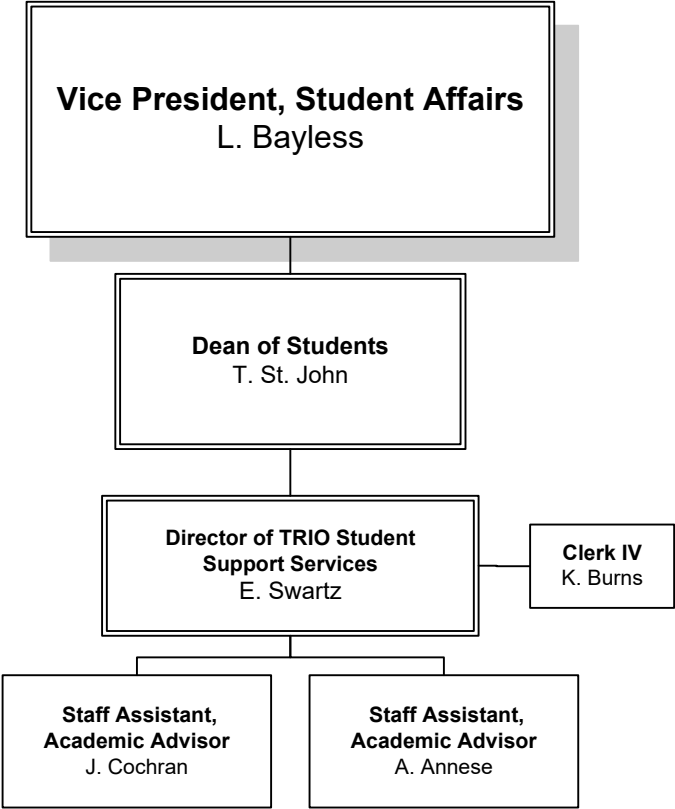 Vice President, Student Affairs
L. Bayless
Dean of Students
T. St. John
Director of TRIO Student
Support Services
E. Swartz
Clerk IV
K. Burns
Staff Assistant,
Academic Advisor
J. Cochran
Staff Assistant,
Academic Advisor
A. Annese